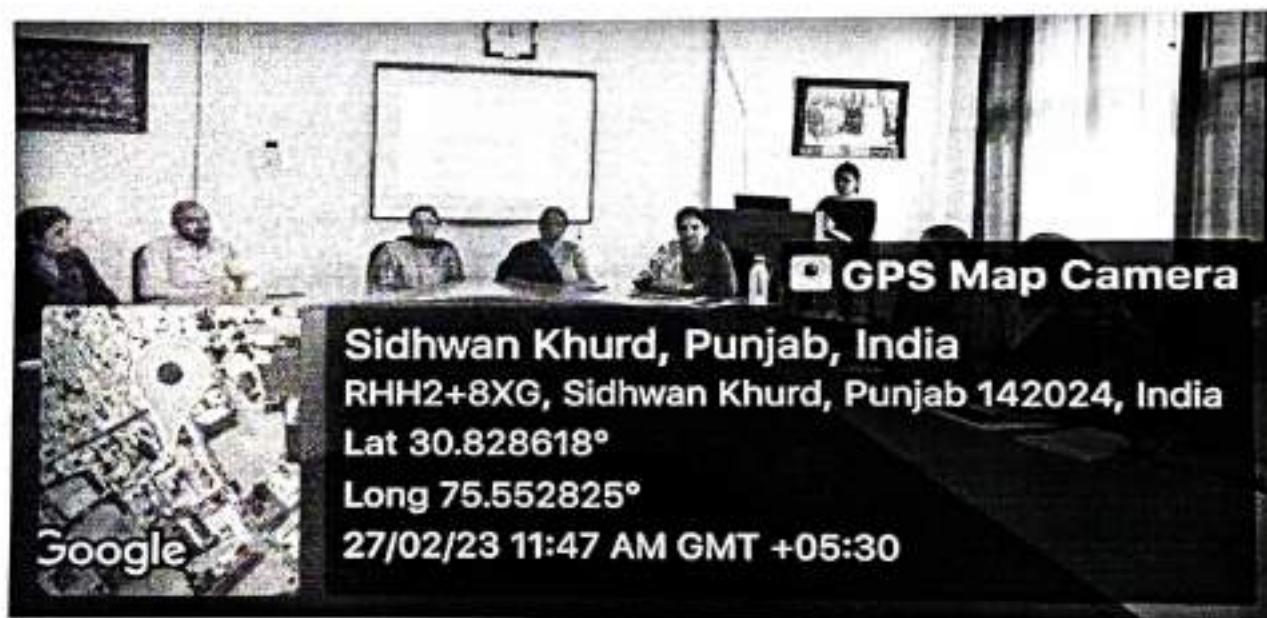 GPS Map Camera
Sidhwan Khurd, Punjab, India
RHH2+8XG, Sidhwan Khurd, Punjab 142024, India
Lat 30.828618°
Long 75.552825°
27/02/23 11:47 AM GMT +05:30
Google